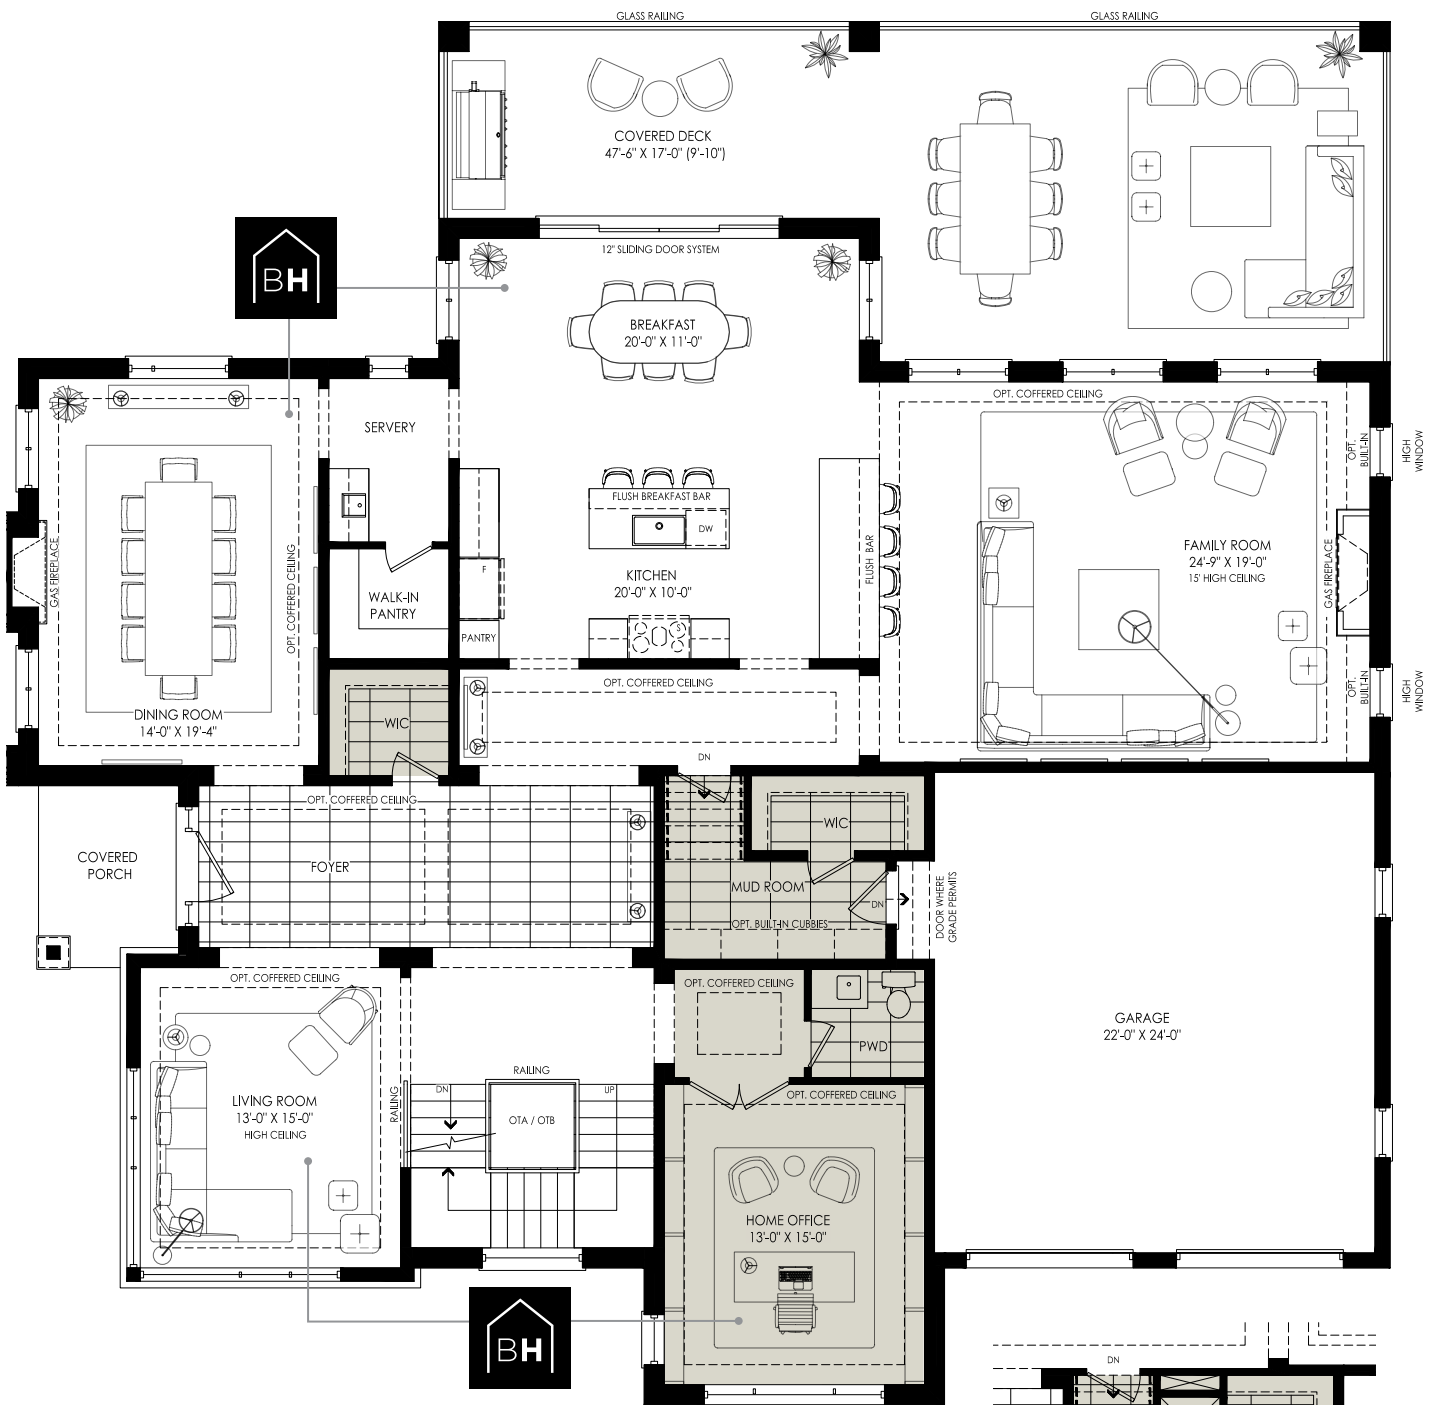 GLASS RAILING
GLASS RAILING
COVERED DECK
47'-6" X 17'-0" (9'-10")
12" SLIDING DOOR SYSTEM
BH
BREAKFAST
20'-0" X 11'-0"
OPT. COFFERED CEILING
SERVERY
OPT.
BUILT-IN
HIGH
WINDOW
FLUSH BREAKFAST BAR
DW
FLUSH BAR
FAMILY ROOM
24'-9" X 19'-0"
15' HIGH CEILING
GAS FIREPLACE
GAS FIREPLACE
OPT. COFFERED CEILING
F
KITCHEN
20'-0" X 10'-0"
S
WALK-IN
PANTRY
PANTRY
OPT. COFFERED CEILING
OPT.
BUILT-IN
HIGH
WINDOW
DINING ROOM
14'-0" X 19'-4"
WIC
DN
OPT. COFFERED CEILING
WIC
COVERED
PORCH
FOYER
MUD ROOM
DN
OPT. BUILT-IN CUBBIES
DOOR WHERE
GRADE PERMITS
OPT. COFFERED CEILING
OPT. COFFERED CEILING
GARAGE
22'-0" X 24'-0"
PWD
RAILING
DN
UP
RAILING
OPT. COFFERED CEILING
LIVING ROOM
13'-0" X 15'-0"
HIGH CEILING
OTA / OTB
HOME OFFICE
13'-0" X 15'-0"
BH
DN